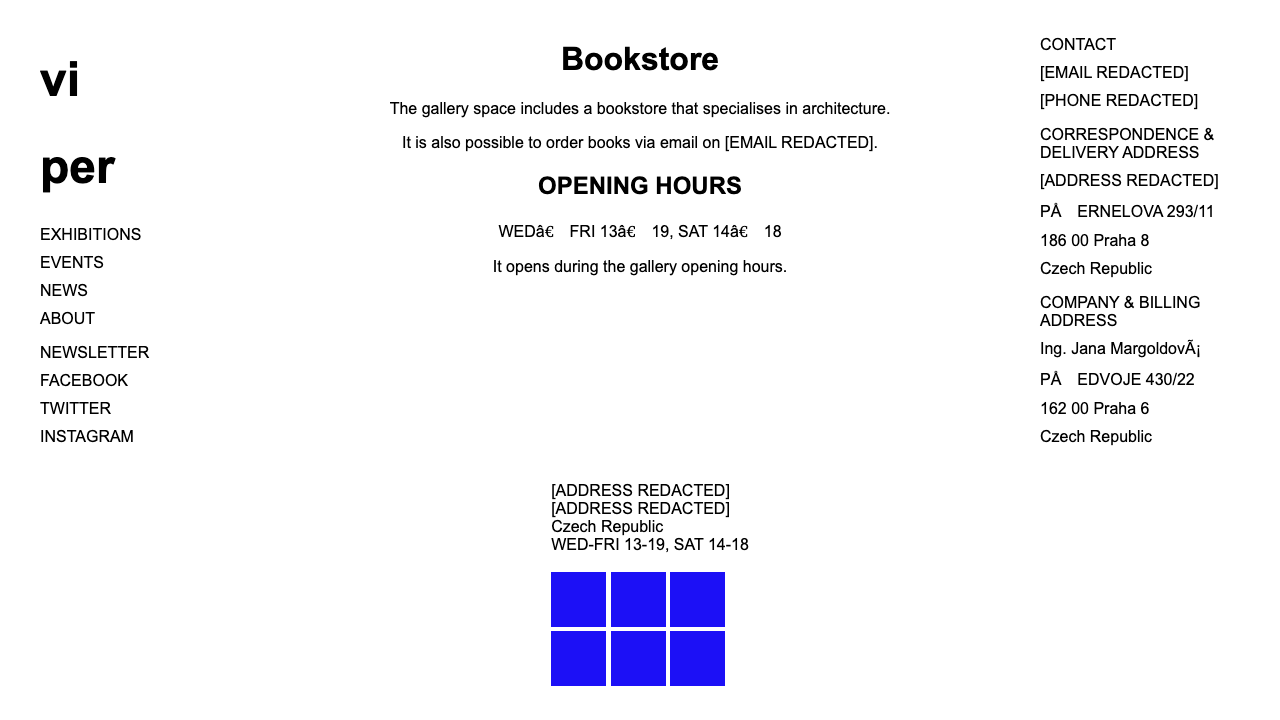 vi
per
EXHIBITIONS
EVENTS
NEWS
ABOUT
NEWSLETTER
FACEBOOK
TWITTER
INSTAGRAM
Bookstore
The gallery space includes a bookstore that specialises in architecture.
It is also possible to order books via email on [EMAIL REDACTED].
OPENING HOURS
WEDâ€ FRI 13â€ 19, SAT 14â€ 18
It opens during the gallery opening hours.
CONTACT
[EMAIL REDACTED]
[PHONE REDACTED]
CORRESPONDENCE &
DELIVERY ADDRESS
[ADDRESS REDACTED]
PÅ ERNELOVA 293/11
186 00 Praha 8
Czech Republic
COMPANY & BILLING
ADDRESS
Ing. Jana MargoldovÃ¡
PÅ EDVOJE 430/22
162 00 Praha 6
Czech Republic
[ADDRESS REDACTED]
[ADDRESS REDACTED]
Czech Republic
WED-FRI 13-19, SAT 14-18